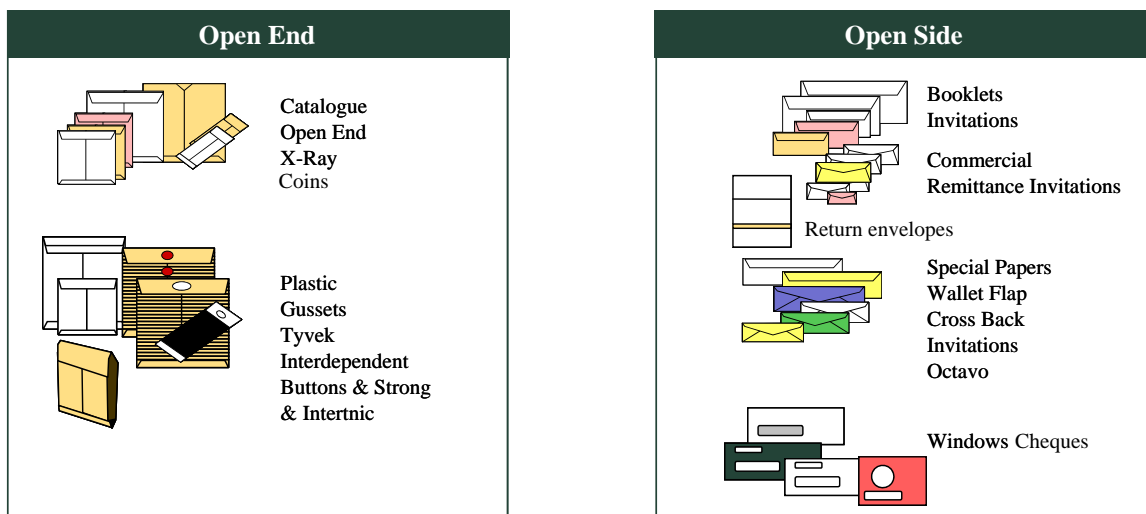 Open End
Catalogue
Open End
X-Ray
Coins
Plastic
Gussets
Tyvek
Interdependent
Buttons & Strong
& Intertnic
Open Side
Booklets
Invitations
Commercial
Remittance Invitations
Return envelopes
Special Papers
Wallet Flap
Cross Back
Invitations
Octavo
Windows Cheques